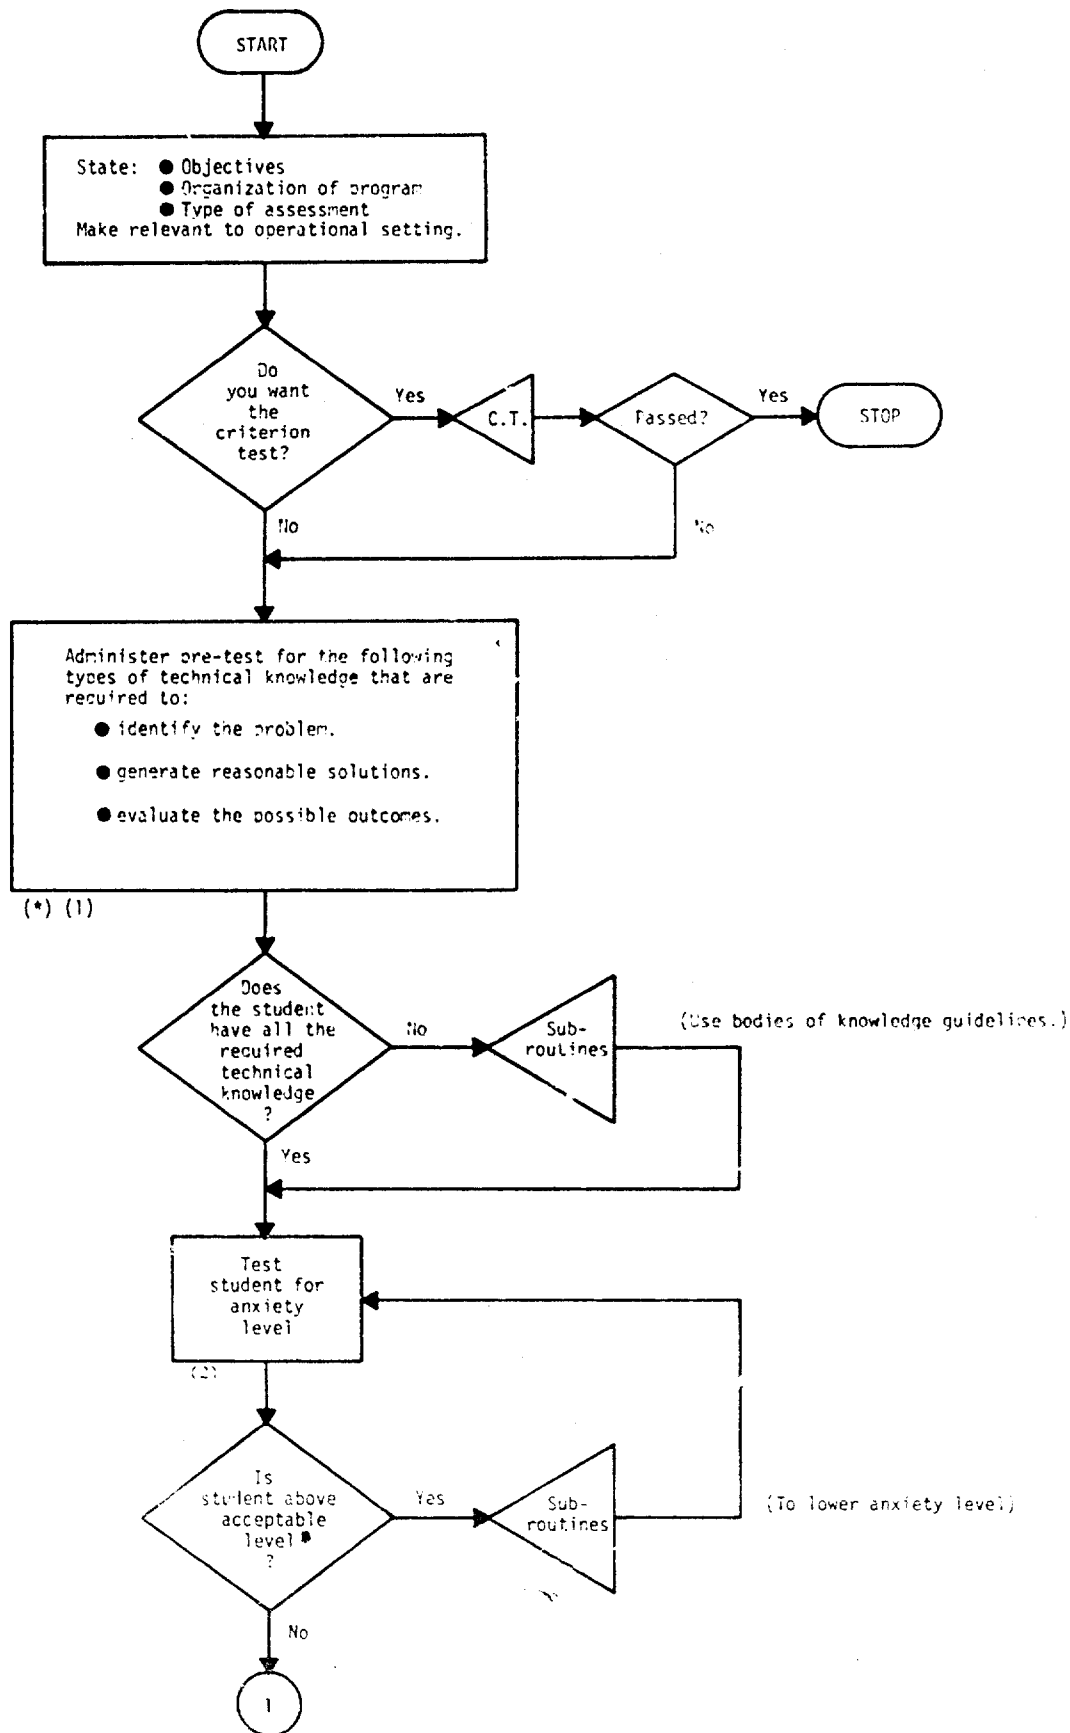 START
State: ● Objectives
● Organization of program
● Type of assessment
Make relevant to operational setting.
Do
you want
the
criterion
test?
Yes
C.T.
Passed?
Yes
STOP
No
No
Administer pre-test for the following
types of technical knowledge that are
required to:
● identify the problem.
● generate reasonable solutions.
● evaluate the possible outcomes.
(*) (1)
Does
the student
have all the
required
technical
knowledge
?
No
Sub-
routines
(Use bodies of knowledge guidelines.)
Yes
Test
student for
anxiety
level
(2)
Is
student above
acceptable
level
?
Yes
Sub-
routines
(To lower anxiety level)
No
1